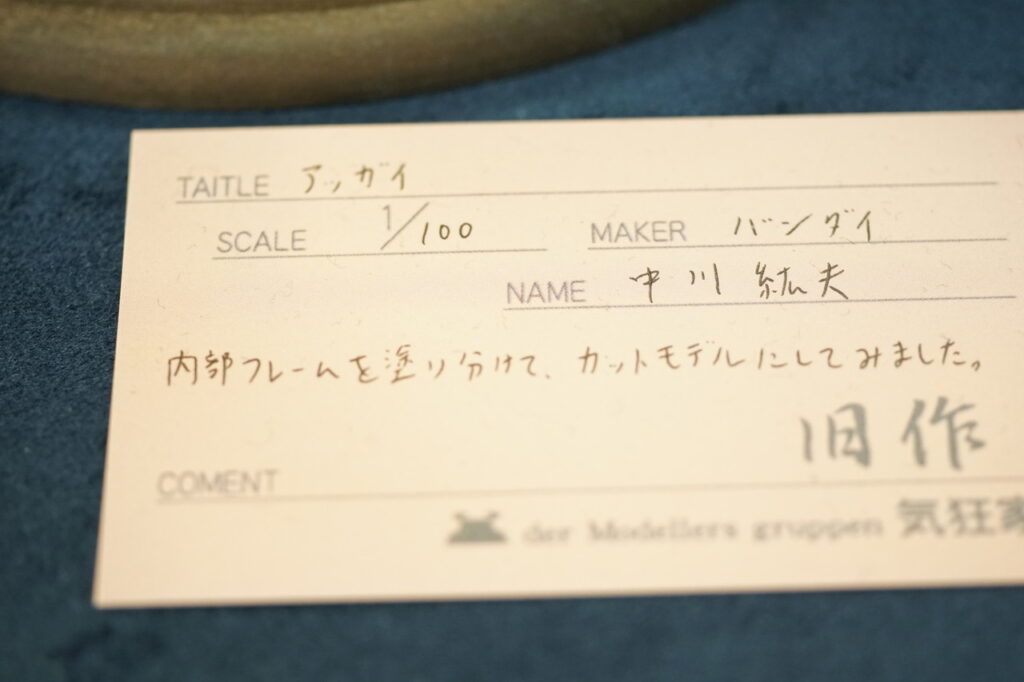 TAITLE アッガイ
SCALE 1/100 MAKER バンダイ
NAME 中川 紘夫
内部フレームを塗り分けて、カットモデルにしてみました。
旧作
COMENT
der Modellers gruppen 気狂